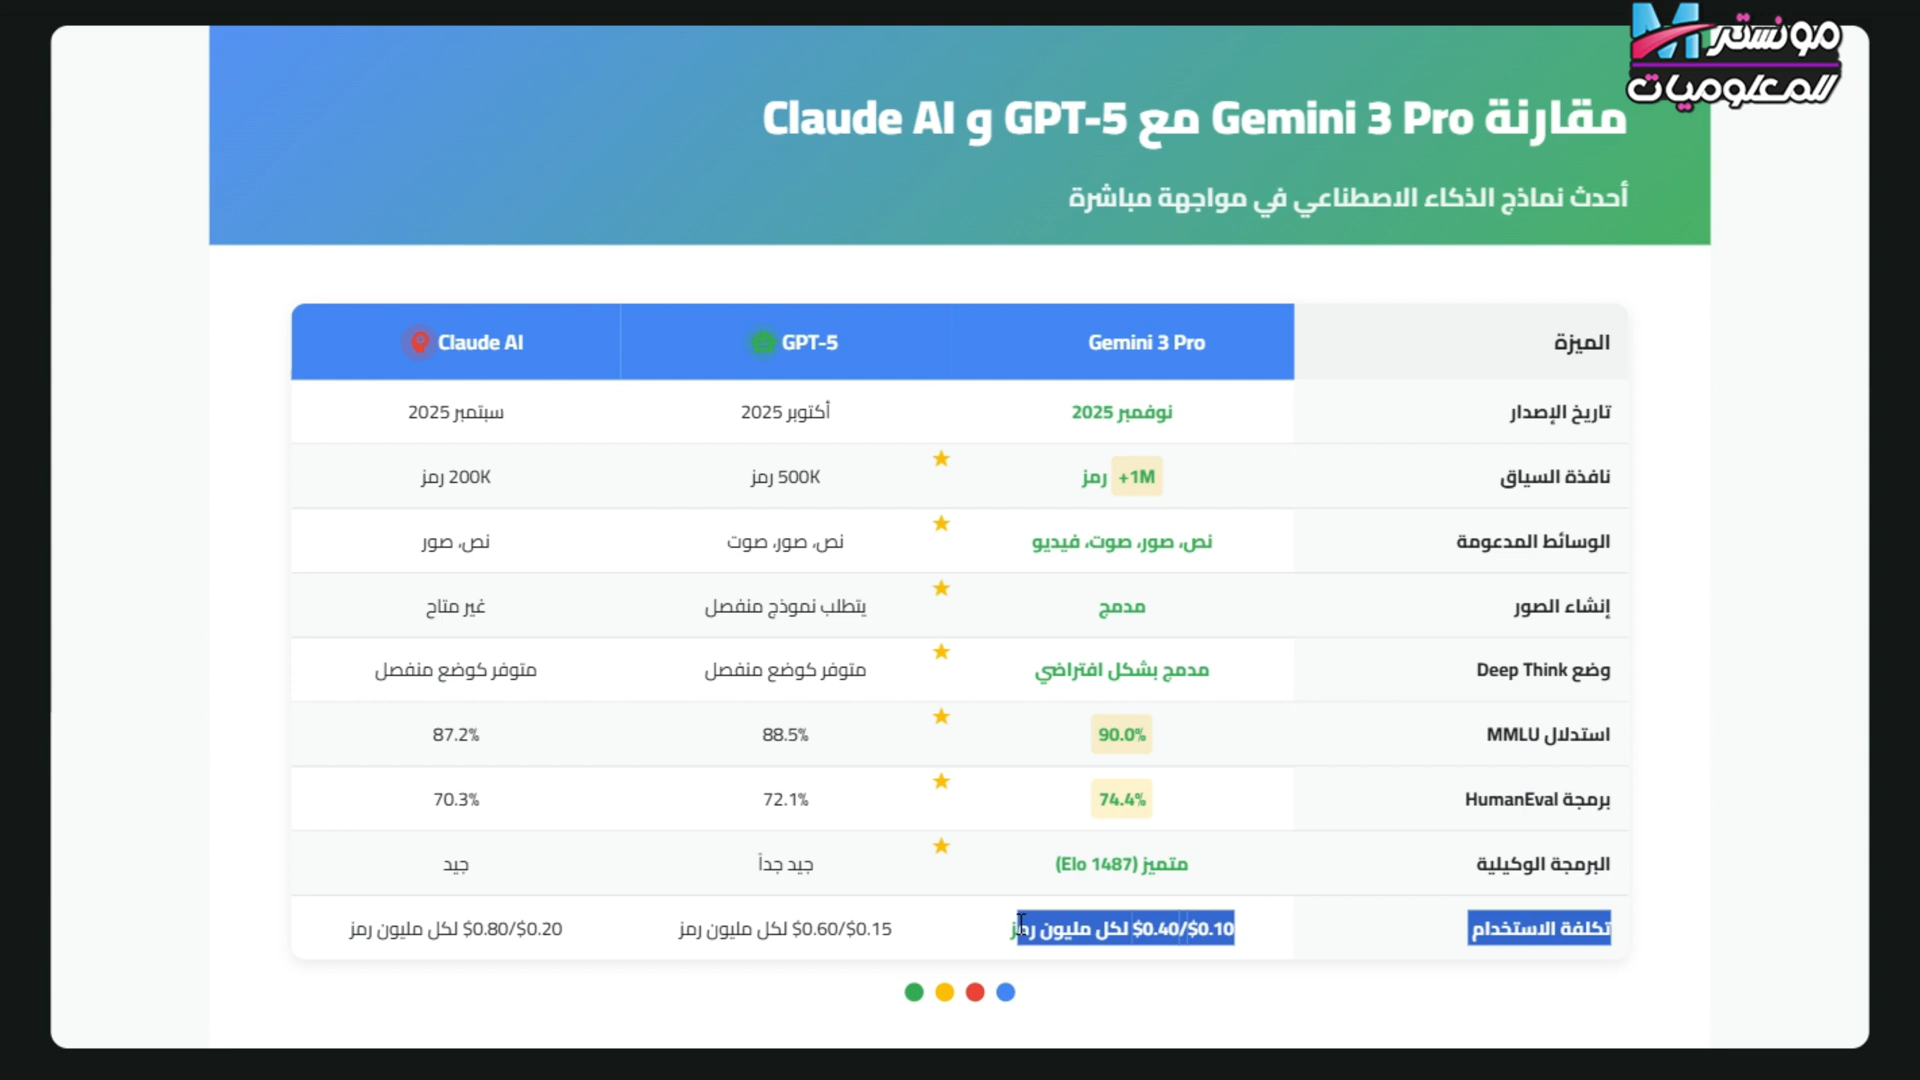 مونستر
للمعلوميات
مقارنة Gemini 3 Pro مع GPT-5 و Claude AI
أحدث نماذج الذكاء الاصطناعي في مواجهة مباشرة
الميزة Gemini 3 Pro GPT-5 Claude AI
تاريخ الإصدار نوفمبر 2025 أكتوبر 2025 سبتمبر 2025
نافذة السياق 1M+ رمز 500K رمز 200K رمز
الوسائط المدعومة نص، صور، صوت، فيديو نص، صور، صوت نص، صور
إنشاء الصور مدمج يتطلب نموذج منفصل غير متاح
وضع Deep Think مدمج بشكل افتراضي متوفر كوضع منفصل متوفر كوضع منفصل
استدلال MMLU 90.0% 88.5% 87.2%
برمجة HumanEval 74.4% 72.1% 70.3%
البرمجة الوكيلية متميز (Elo 1487) جيد جداً جيد
تكلفة الاستخدام $0.10/$0.40 لكل مليون رمز $0.15/$0.60 لكل مليون رمز $0.20/$0.80 لكل مليون رمز